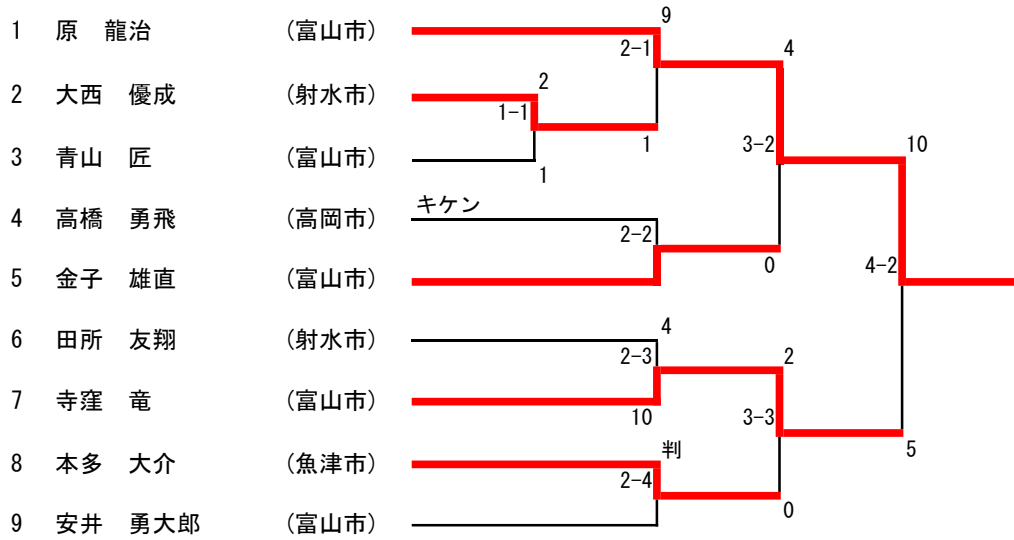 9
1 原 龍治 (富山市)
2-1 4
2 大西 優成 (射水市) 2
1-1
3-2 10
3 青山 匠 (富山市) 1
1
4 高橋 勇飛 (高岡市) キケン
2-2
0 4-2
5 金子 雄直 (富山市)
6 田所 友翔 (射水市) 4
2-3 2
7 寺窪 竜 (富山市) 10
3-3
判 5
8 本多 大介 (魚津市)
2-4
0
9 安井 勇大郎 (富山市)